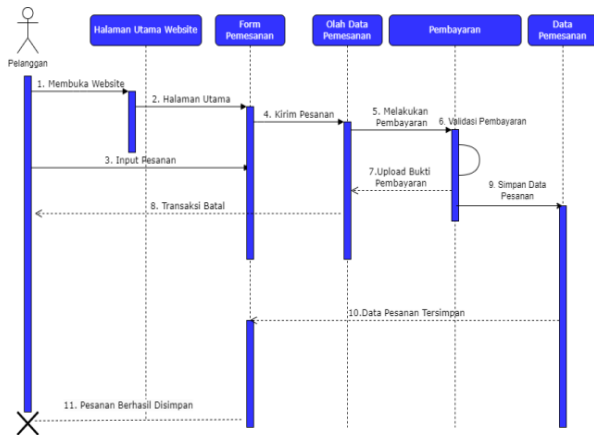 Halaman Utama Website
Form
Pemesanan
Olah Data
Pemesanan
Pembayaran
Data
Pemesanan
Pelanggan
1. Membuka Website
2. Halaman Utama
4. Kirim Pesanan
5. Melakukan
Pembayaran
6. Validasi Pembayaran
3. Input Pesanan
7.Upload Bukti
Pembayaran
9. Simpan Data
Pesanan
8. Transaksi Batal
10.Data Pesanan Tersimpan
11. Pesanan Berhasil Disimpan